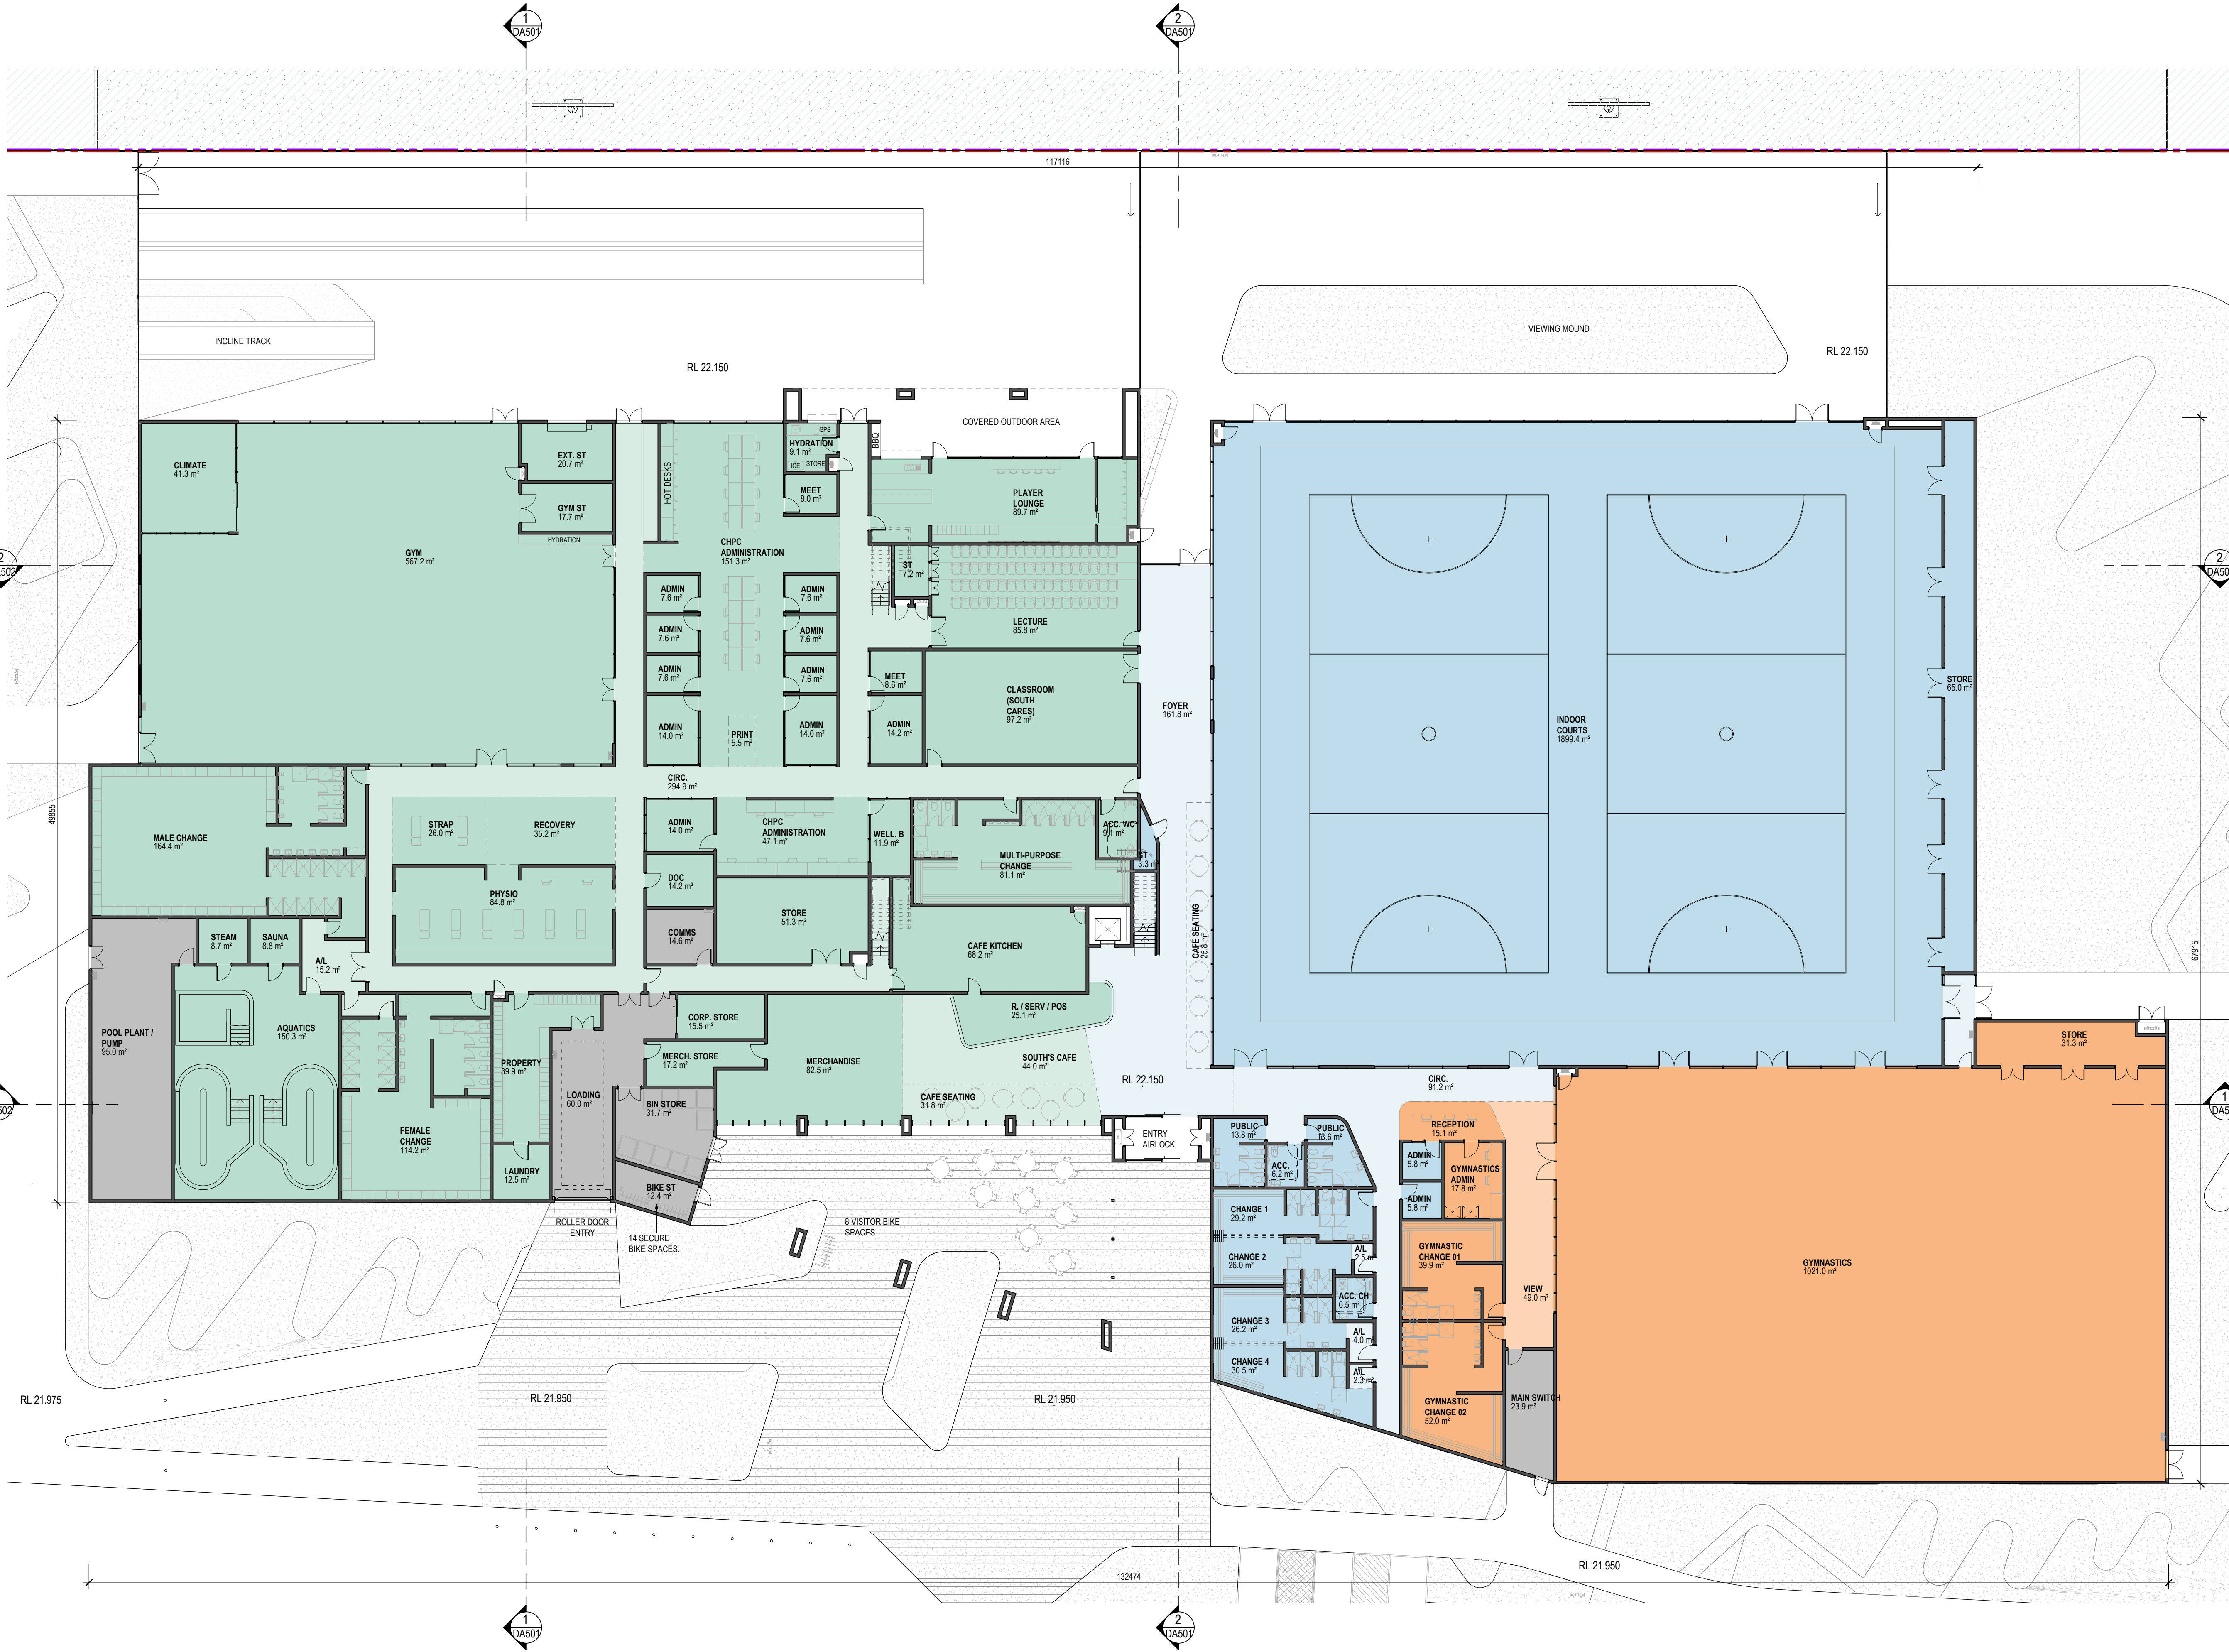 1
DA501
2
DA501
117116
INCLINE TRACK
VIEWING MOUND
RL 22.150
RL 22.150
COVERED OUTDOOR AREA
CLIMATE
41.3 m²
EXT. ST
20.7 m²
GYM ST
17.7 m²
HYDRATION
GYM
567.2 m²
HOT DESKS
GPS
HYDRATION
9.1 m²
ICE
STORE
BBQ
MEET
8.0 m²
PLAYER
LOUNGE
89.7 m²
CHPC
ADMINISTRATION
151.3 m²
ST
7.2 m²
ADMIN
7.6 m²
ADMIN
7.6 m²
ADMIN
7.6 m²
ADMIN
7.6 m²
ADMIN
7.6 m²
ADMIN
7.6 m²
LECTURE
85.8 m²
MEET
8.6 m²
CLASSROOM
(SOUTH
CARES)
97.2 m²
ADMIN
14.0 m²
PRINT
5.5 m²
ADMIN
14.0 m²
ADMIN
14.2 m²
FOYER
161.8 m²
INDOOR
COURTS
1899.4 m²
STORE
65.0 m²
2
502
2
DA50
49855
67915
CIRC.
294.9 m²
MALE CHANGE
164.4 m²
STRAP
26.0 m²
RECOVERY
35.2 m²
ADMIN
14.0 m²
CHPC
ADMINISTRATION
47.1 m²
WELL. B
11.9 m²
ACC. WC
9.1 m²
MULTI-PURPOSE
CHANGE
81.1 m²
ST
3.3 m²
PHYSIO
84.8 m²
DOC
14.2 m²
STORE
51.3 m²
COMMS
14.6 m²
CAFE KITCHEN
68.2 m²
CAFE SEATING
25.8 m²
STEAM
8.7 m²
SAUNA
8.8 m²
A/L
15.2 m²
POOL PLANT /
PUMP
95.0 m²
AQUATICS
150.3 m²
PROPERTY
39.9 m²
CORP. STORE
15.5 m²
R. / SERV / POS
25.1 m²
MERCH. STORE
17.2 m²
MERCHANDISE
82.5 m²
SOUTH'S CAFE
44.0 m²
RL 22.150
STORE
31.3 m²
CIRC.
91.2 m²
LOADING
60.0 m²
BIN STORE
31.7 m²
CAFE SEATING
31.8 m²
FEMALE
CHANGE
114.2 m²
LAUNDRY
12.5 m²
BIKE ST
12.4 m²
ENTRY
AIRLOCK
PUBLIC
13.8 m²
PUBLIC
13.6 m²
RECEPTION
15.1 m²
ACC.
6.2 m²
ADMIN
5.8 m²
GYMNASTICS
ADMIN
17.8 m²
ADMIN
5.8 m²
502
1
DA5
ROLLER DOOR
ENTRY
14 SECURE
BIKE SPACES.
8 VISITOR BIKE
SPACES.
CHANGE 1
29.2 m²
CHANGE 2
26.0 m²
A/L
2.5 m²
GYMNASTIC
CHANGE 01
39.9 m²
GYMNASTICS
1021.0 m²
ACC. CH
6.5 m²
VIEW
49.0 m²
CHANGE 3
26.2 m²
A/L
4.0 m²
CHANGE 4
30.5 m²
A/L
2.3 m²
GYMNASTIC
CHANGE 02
52.0 m²
MAIN SWITCH
23.9 m²
RL 21.975
RL 21.950
RL 21.950
RL 21.950
132474
1
DA501
2
DA501